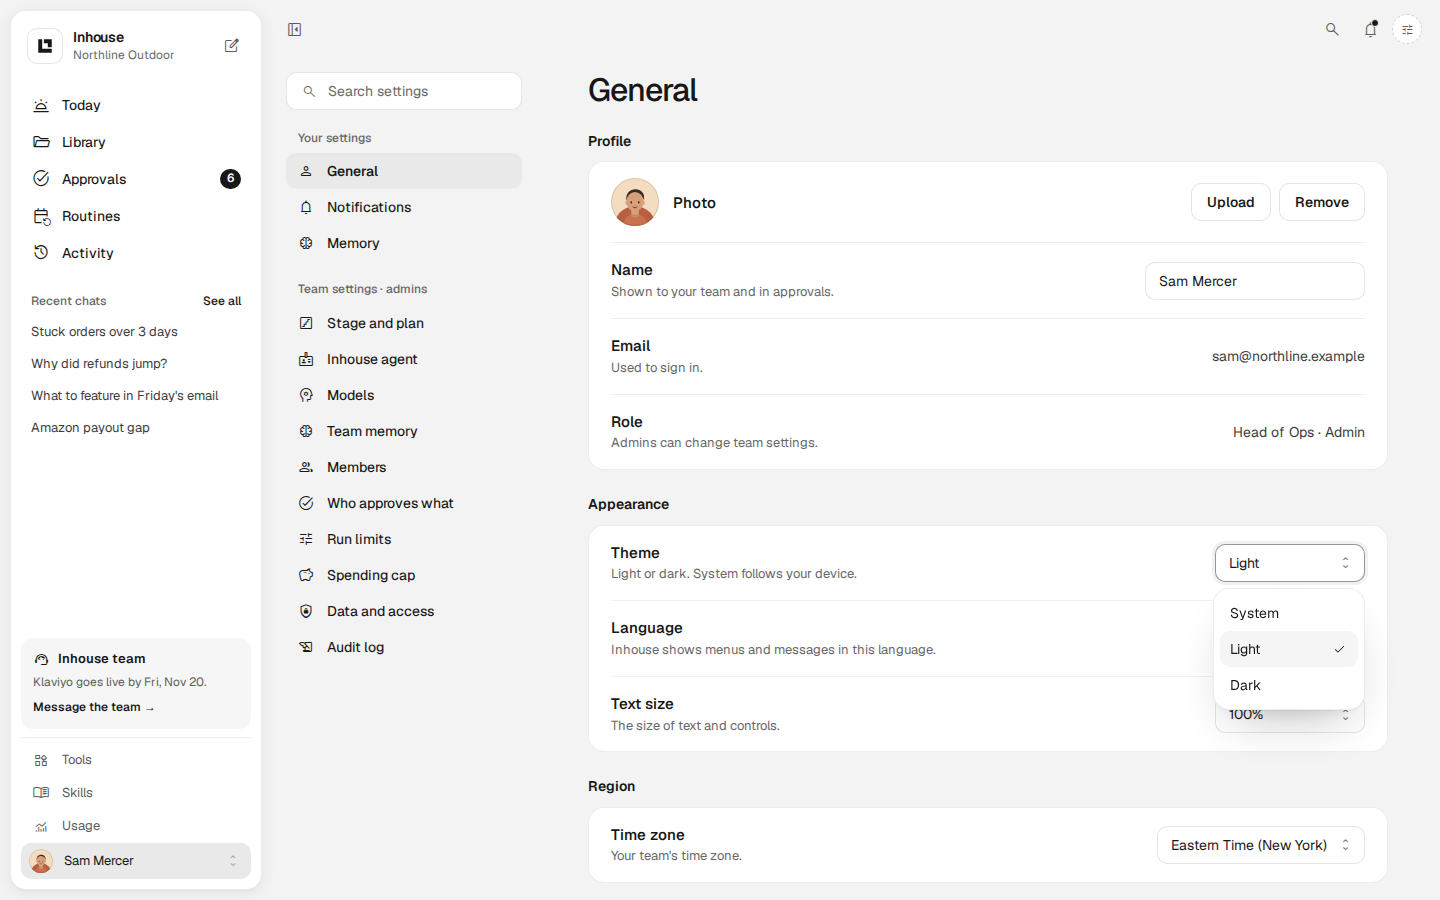 Inhouse
Northline Outdoor
Today
Library
Approvals 6
Routines
Activity
Recent chats See all
Stuck orders over 3 days
Why did refunds jump?
What to feature in Friday's email
Amazon payout gap
Inhouse team
Klaviyo goes live by Fri, Nov 20.
Message the team →
Tools
Skills
Usage
Sam Mercer
Search settings
Your settings
General
Notifications
Memory
Team settings · admins
Stage and plan
Inhouse agent
Models
Team memory
Members
Who approves what
Run limits
Spending cap
Data and access
Audit log
General
Profile
Photo Upload Remove
Name
Shown to your team and in approvals.
Sam Mercer
Email
Used to sign in.
sam@northline.example
Role
Admins can change team settings.
Head of Ops · Admin
Appearance
Theme
Light or dark. System follows your device.
Light
System
Light
Dark
Language
Inhouse shows menus and messages in this language.
Text size
The size of text and controls.
100%
Region
Time zone
Your team's time zone.
Eastern Time (New York)